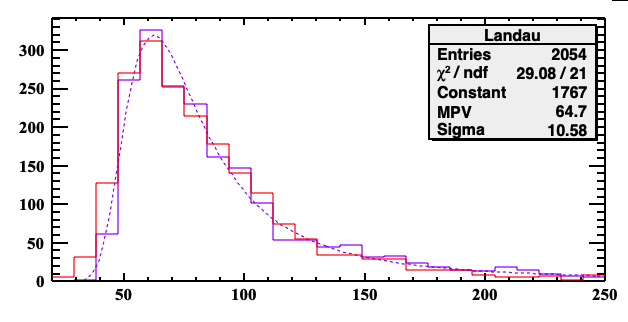 Landau
Entries 2054
χ² / ndf 29.08 / 21
Constant 1767
MPV 64.7
Sigma 10.58
300
250
200
150
100
50
0
50 100 150 200 250